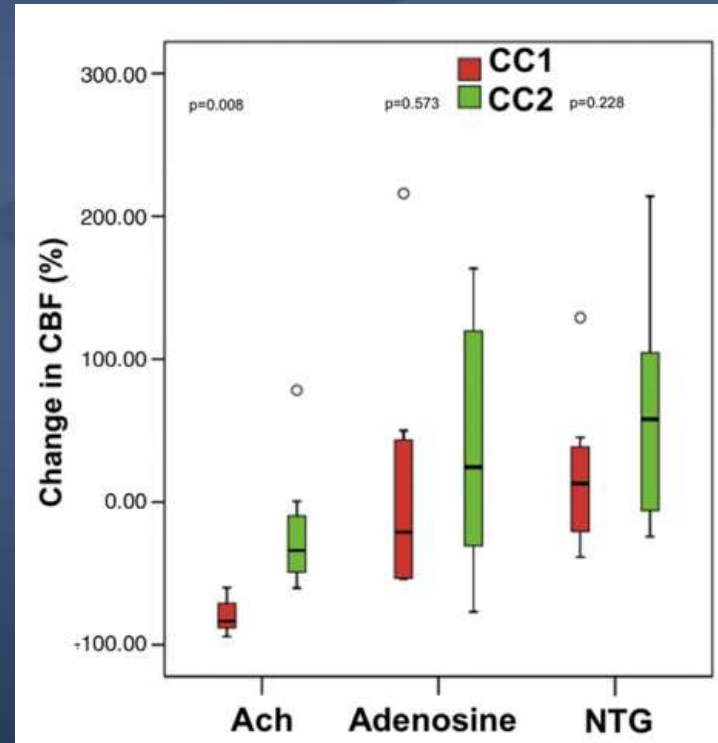 CC1
CC2
p=0.008
p=0.573
p=0.228
300.00
200.00
100.00
0.00
-100.00
Change in CBF (%)
Ach
Adenosine
NTG